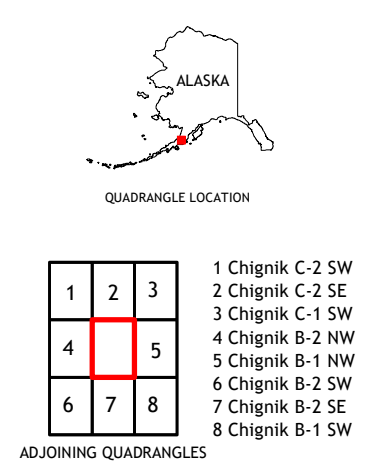 ALASKA
QUADRANGLE LOCATION
1 2 3
4 5
6 7 8
1 Chignik C-2 SW
2 Chignik C-2 SE
3 Chignik C-1 SW
4 Chignik B-2 NW
5 Chignik B-1 NW
6 Chignik B-2 SW
7 Chignik B-2 SE
8 Chignik B-1 SW
ADJOINING QUADRANGLES